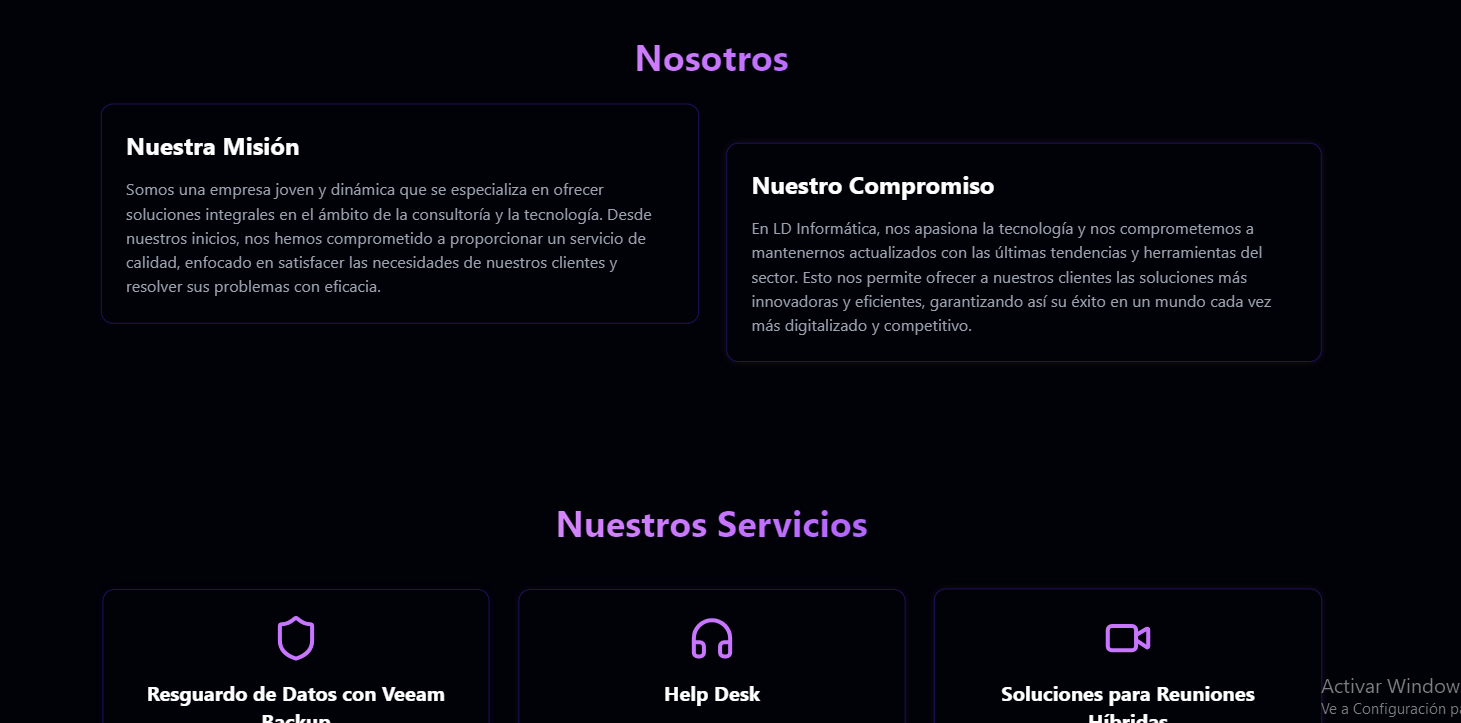 Nosotros
Nuestra Misión
Somos una empresa joven y dinámica que se especializa en ofrecer
soluciones integrales en el ámbito de la consultoría y la tecnología. Desde
nuestros inicios, nos hemos comprometido a proporcionar un servicio de
calidad, enfocado en satisfacer las necesidades de nuestros clientes y
resolver sus problemas con eficacia.
Nuestro Compromiso
En LD Informática, nos apasiona la tecnología y nos comprometemos a
mantenernos actualizados con las últimas tendencias y herramientas del
sector. Esto nos permite ofrecer a nuestros clientes las soluciones más
innovadoras y eficientes, garantizando así su éxito en un mundo cada vez
más digitalizado y competitivo.
Nuestros Servicios
Resguardo de Datos con Veeam
Backup
Help Desk
Soluciones para Reuniones
Híbridas
Activar Window
Ve a Configuración pa